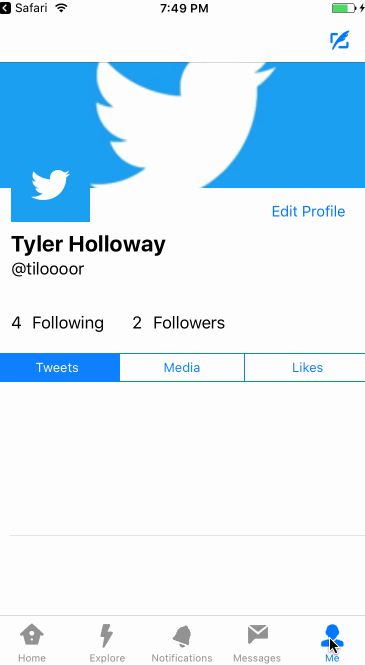 Safari 7:49 PM
Edit Profile
Tyler Holloway
@tiloooor
4 Following 2 Followers
Tweets Media Likes
Home Explore Notifications Messages Me